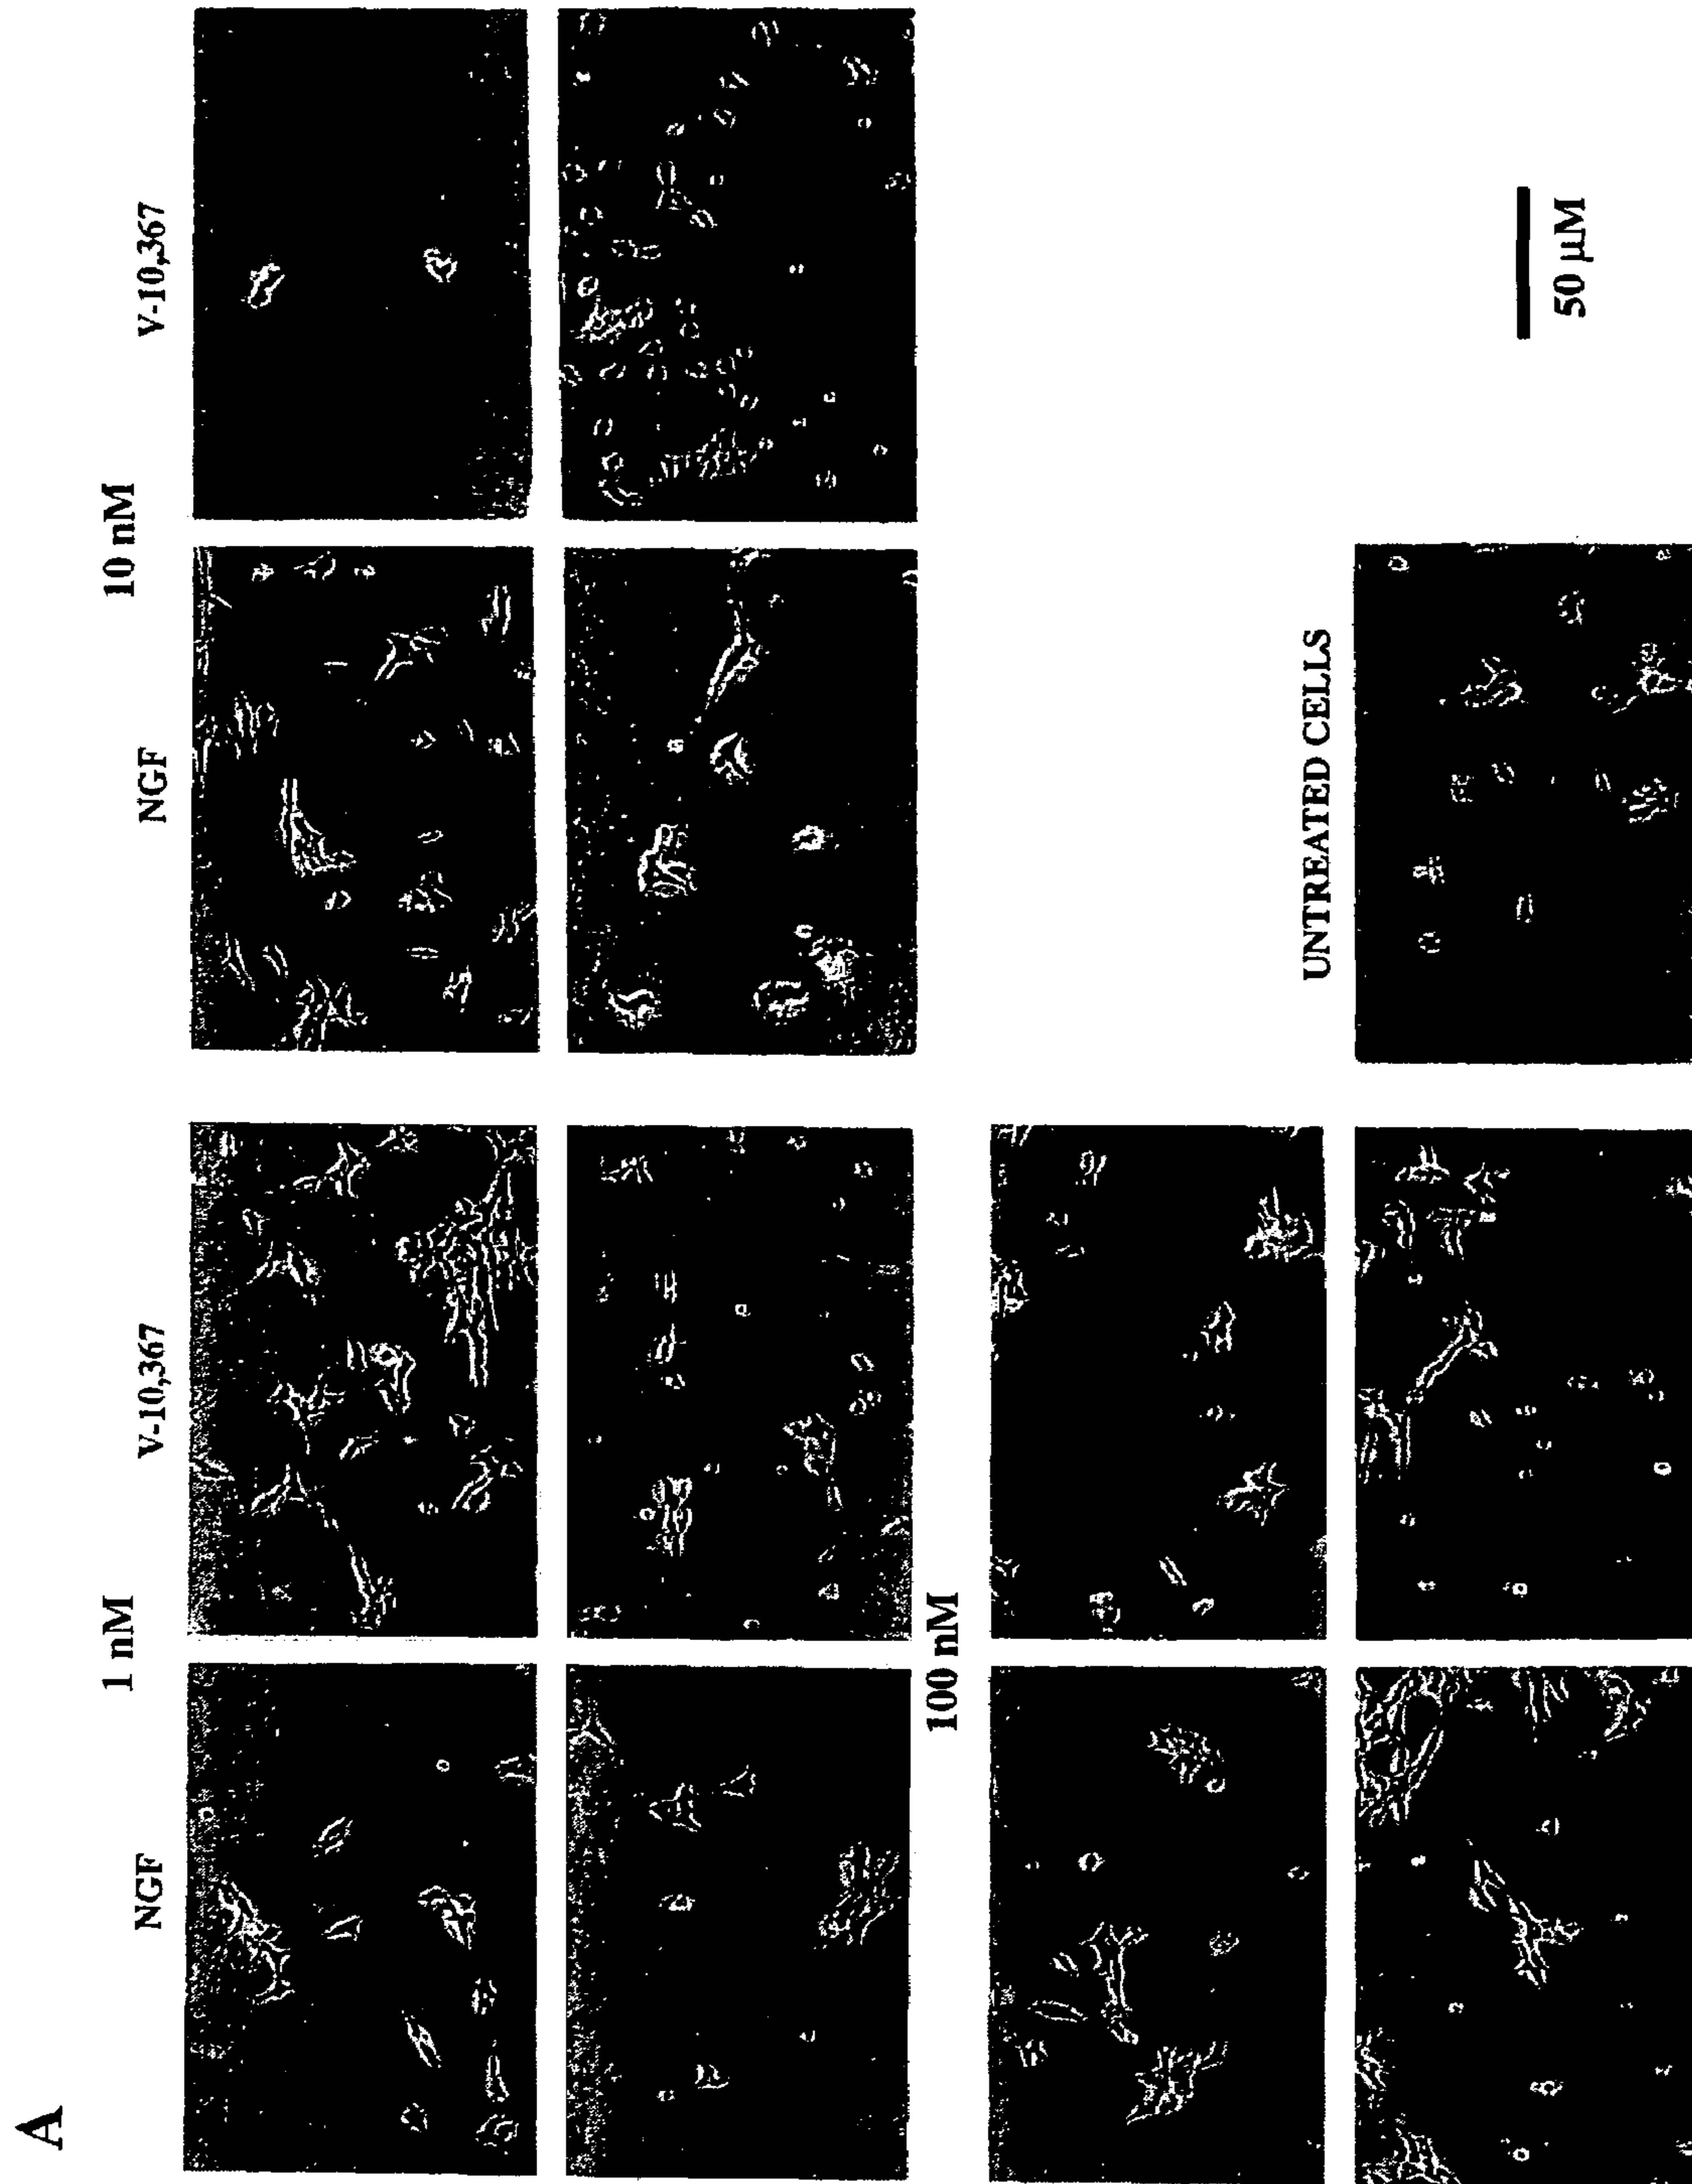 A
1 nM
10 nM
NGF
V-10,367
NGF
V-10,367
100 nM
UNTREATED CELLS
50 µM